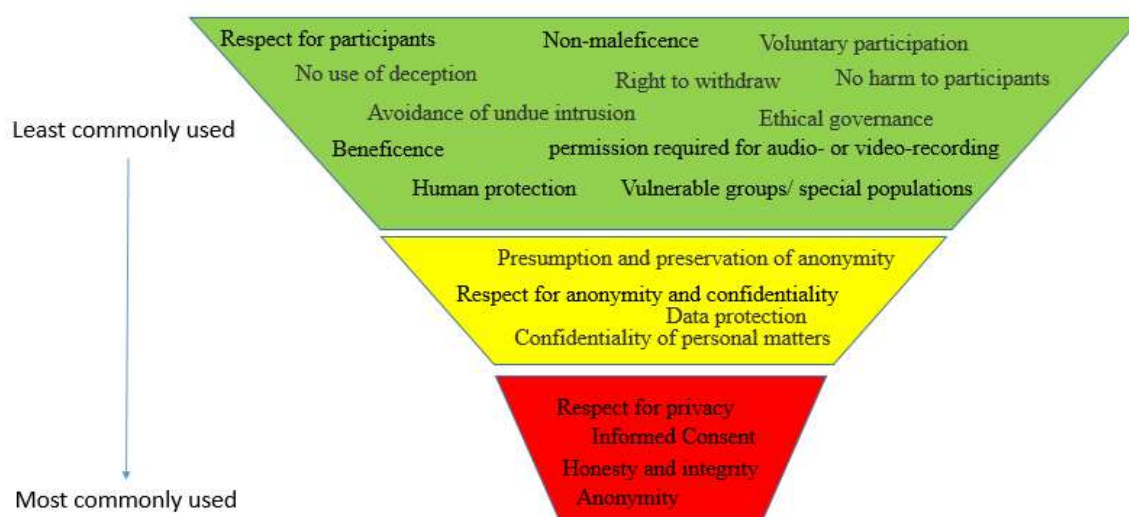 Respect for participants Non-maleficence Voluntary participation
No use of deception Right to withdraw No harm to participants
Avoidance of undue intrusion Ethical governance
Least commonly used
Beneficence permission required for audio- or video-recording
Human protection Vulnerable groups/ special populations
Presumption and preservation of anonymity
Respect for anonymity and confidentiality
Data protection
Confidentiality of personal matters
Respect for privacy
Informed Consent
Honesty and integrity
Anonymity
Most commonly used